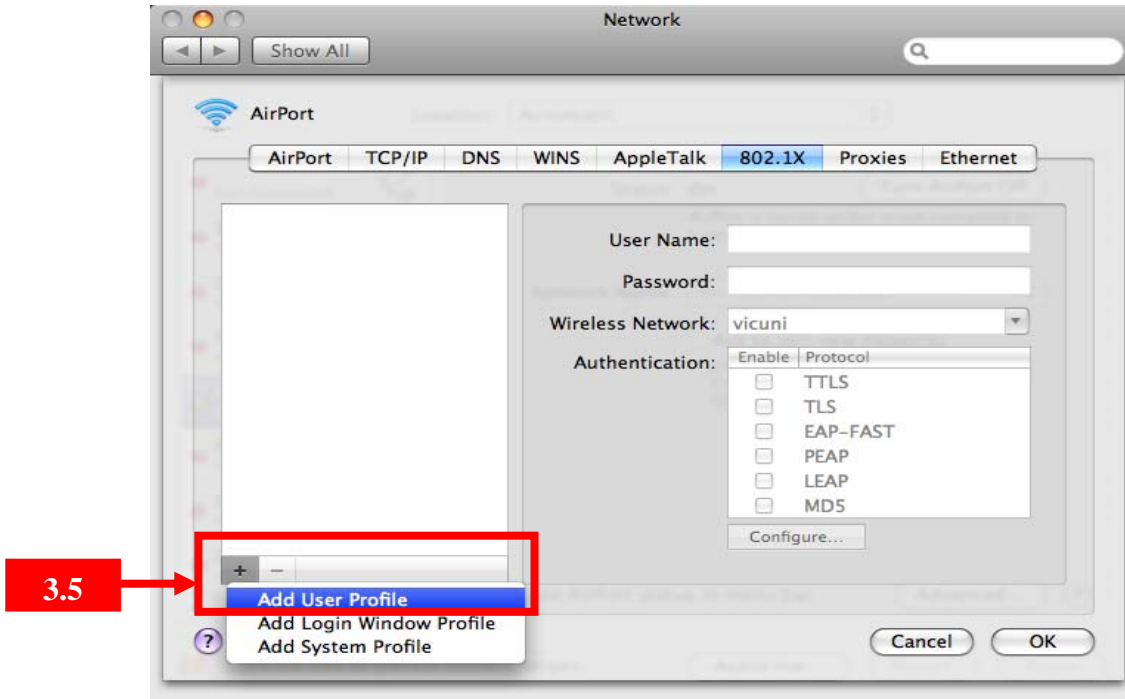 Network
Show All
AirPort
AirPort TCP/IP DNS WINS AppleTalk 802.1X Proxies Ethernet
User Name:
Password:
Wireless Network: vicuni
Authentication: Enable Protocol
TTLS
TLS
EAP-FAST
PEAP
LEAP
MD5
Configure...
+ −
3.5
Add User Profile
Add Login Window Profile
Add System Profile
?
Cancel OK